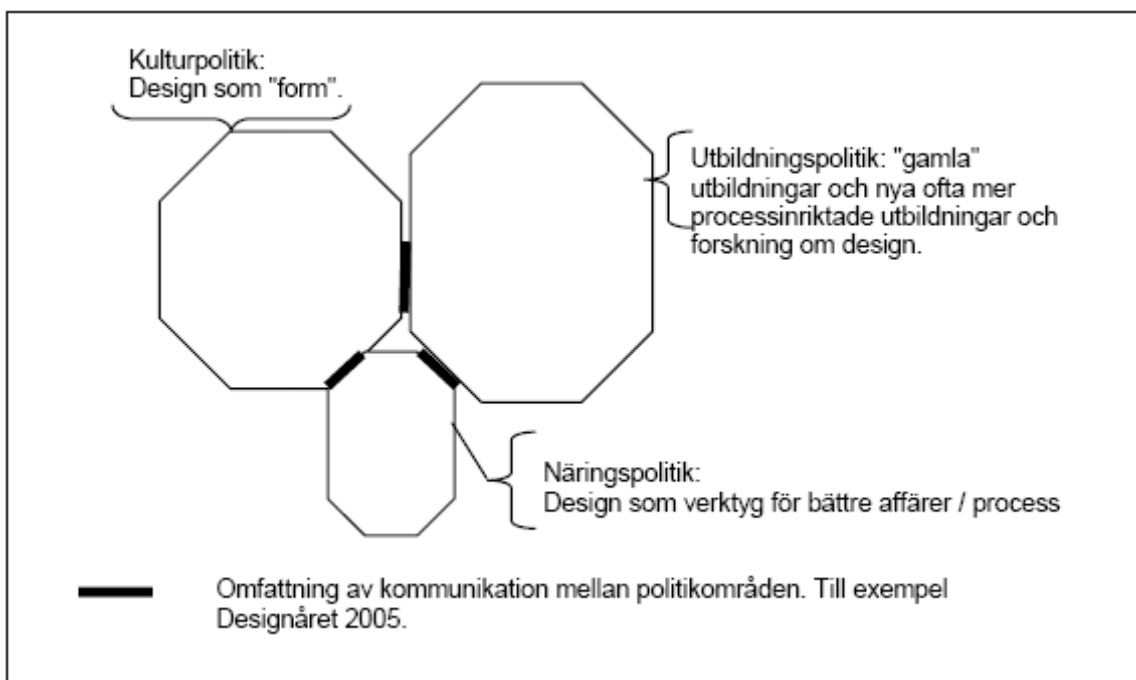 Kulturpolitik:
Design som "form".
Utbildningspolitik: "gamla"
utbildningar och nya ofta mer
processinriktade utbildningar och
forskning om design.
Näringspolitik:
Design som verktyg för bättre affärer / process
Omfattning av kommunikation mellan politikområden. Till exempel
Designåret 2005.